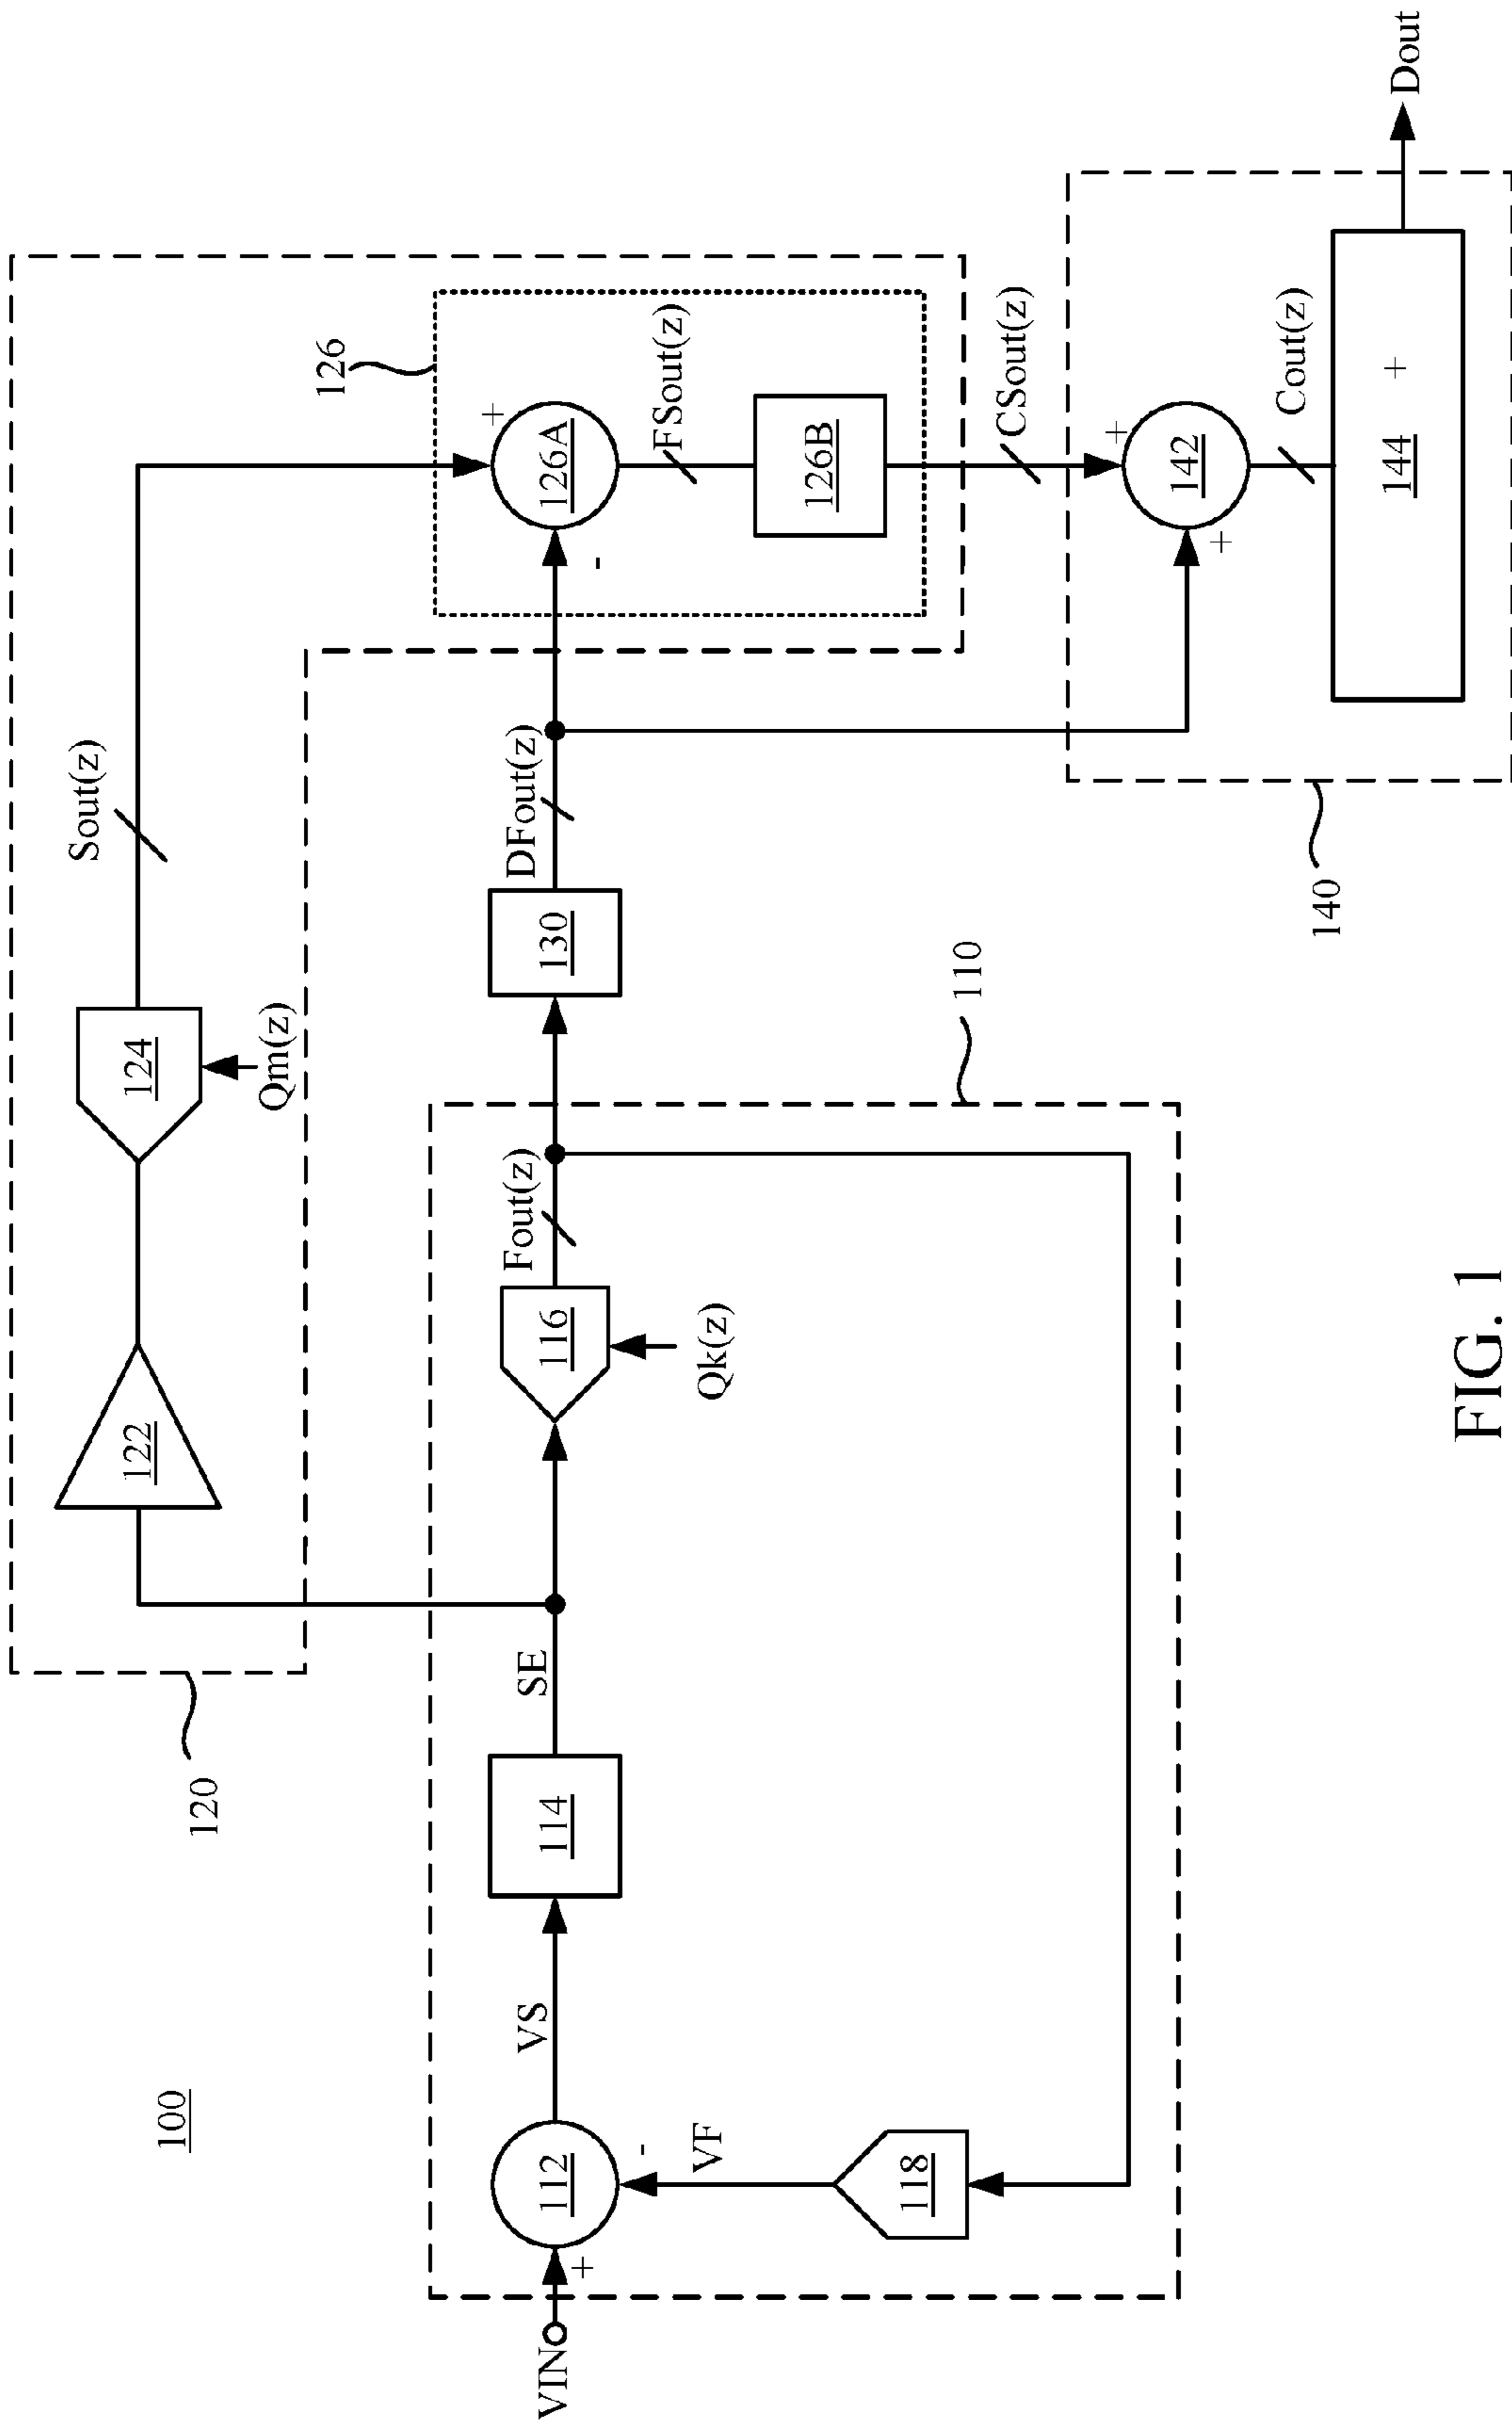 100
120
122
124
Qm(z)
Sout(z)
126
126A
+
-
FSout(z)
126B
CSout(z)
VIN
+
112
-
VS
114
SE
116
Qk(z)
Fout(z)
130
DFout(z)
VF
118
110
140
142
+
+
Cout(z)
144
+
Dout
FIG. 1